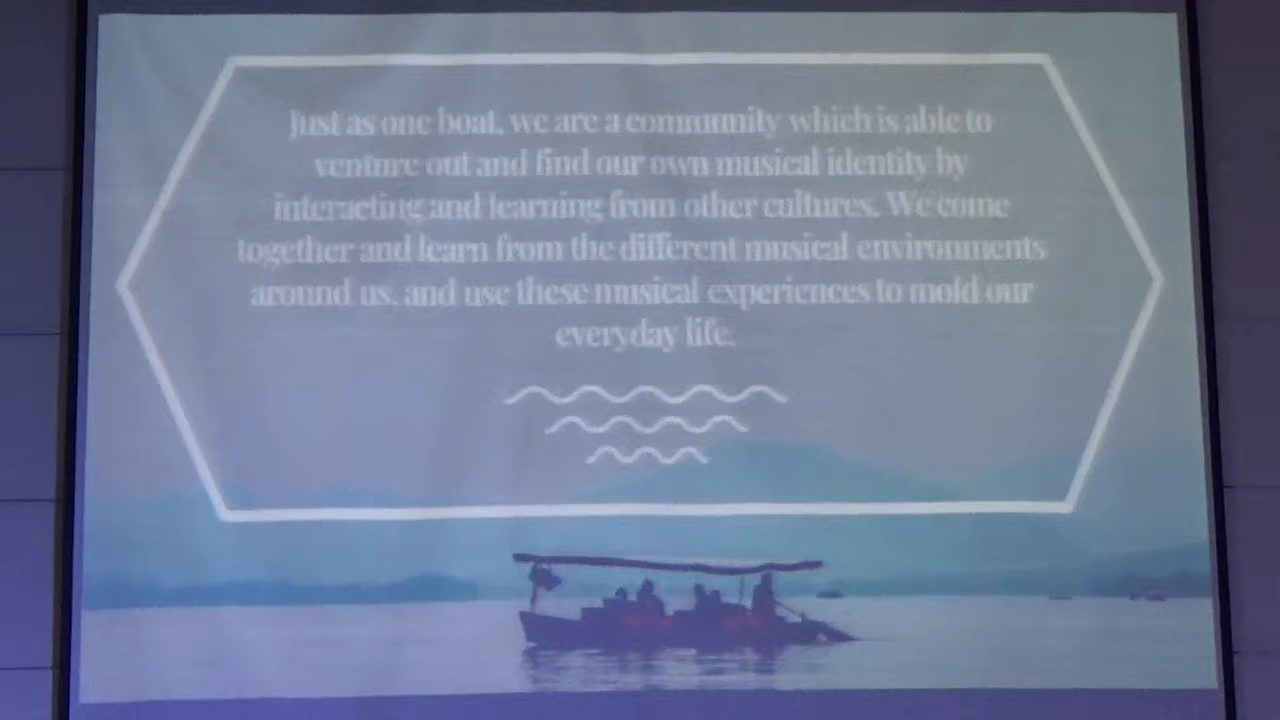 Just as one boat, we are a community which is able to
venture out and find our own musical identity by
interacting and learning from other cultures. We come
together and learn from the different musical environments
around us, and use these musical experiences to mold our
everyday life.